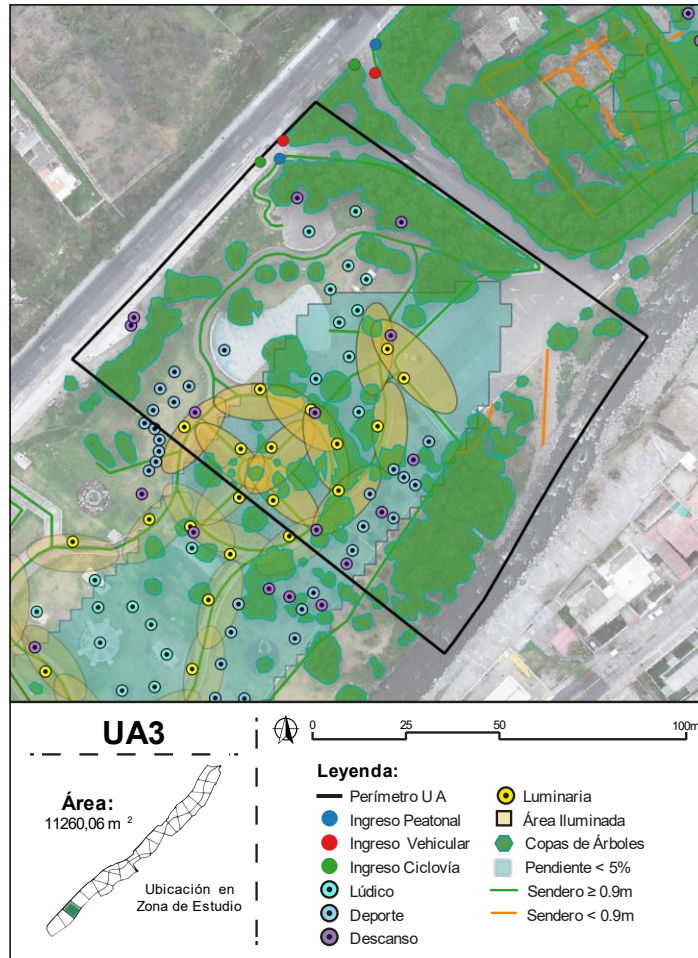 UA3
Área:
11260,06 m 2
Ubicación en
Zona de Estudio
0 25 50 100m
Leyenda:
Perímetro U A
Ingreso Peatonal
Ingreso Vehicular
Ingreso Ciclovía
Lúdico
Deporte
Descanso
Luminaria
Área Iluminada
Copas de Árboles
Pendiente < 5%
Sendero ≥ 0.9m
Sendero < 0.9m